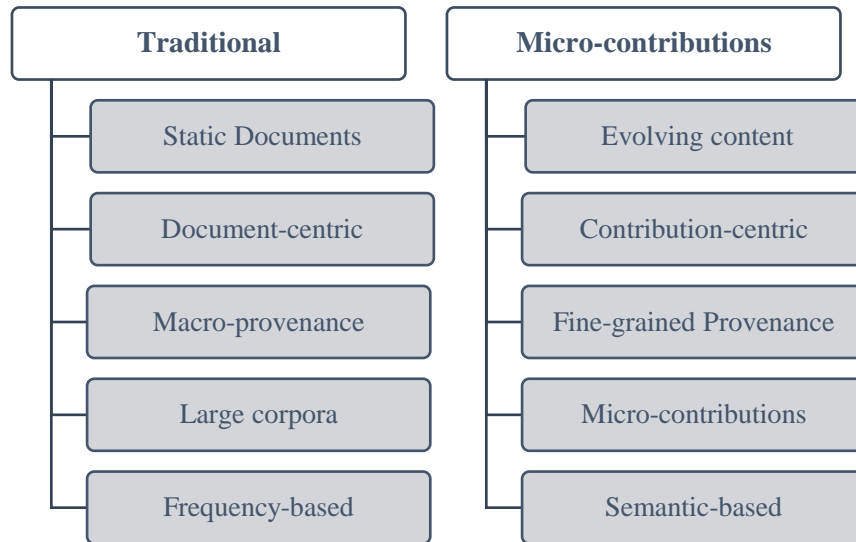 Traditional
Static Documents
Document-centric
Macro-provenance
Large corpora
Frequency-based
Micro-contributions
Evolving content
Contribution-centric
Fine-grained Provenance
Micro-contributions
Semantic-based